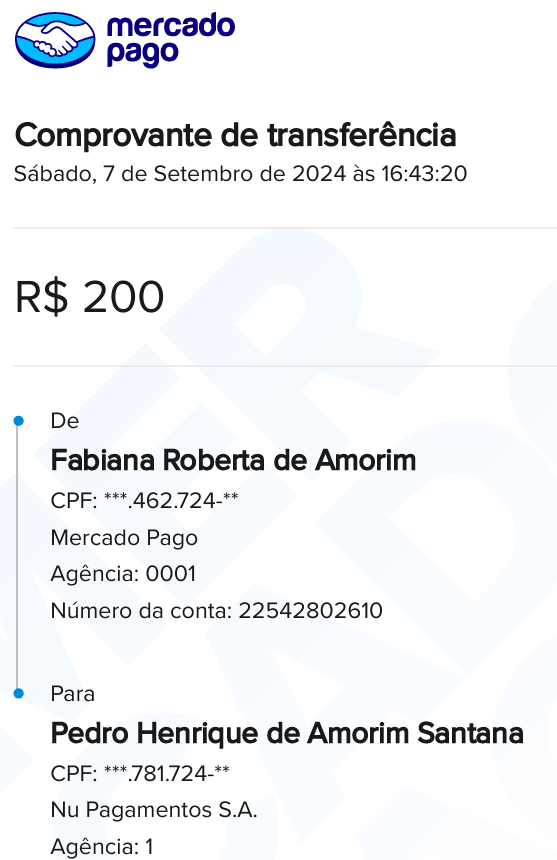 mercado
pago
Comprovante de transferência
Sábado, 7 de Setembro de 2024 às 16:43:20
R$ 200
De
Fabiana Roberta de Amorim
CPF: ***.462.724-**
Mercado Pago
Agência: 0001
Número da conta: 22542802610
Para
Pedro Henrique de Amorim Santana
CPF: ***.781.724-**
Nu Pagamentos S.A.
Agência: 1